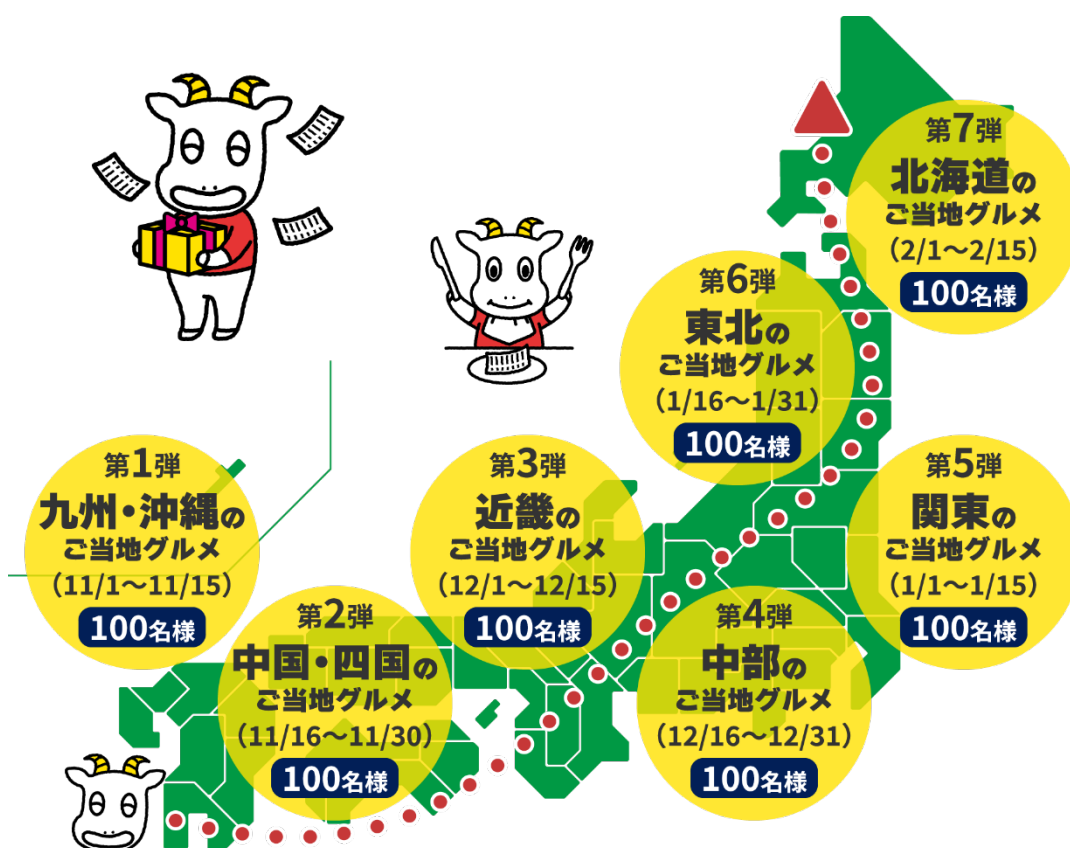 第1弾
九州・沖縄の
ご当地グルメ
(11/1〜11/15)
100名様
第2弾
中国・四国の
ご当地グルメ
(11/16〜11/30)
100名様
第3弾
近畿の
ご当地グルメ
(12/1〜12/15)
100名様
第4弾
中部の
ご当地グルメ
(12/16〜12/31)
100名様
第5弾
関東の
ご当地グルメ
(1/1〜1/15)
100名様
第6弾
東北の
ご当地グルメ
(1/16〜1/31)
100名様
第7弾
北海道の
ご当地グルメ
(2/1〜2/15)
100名様